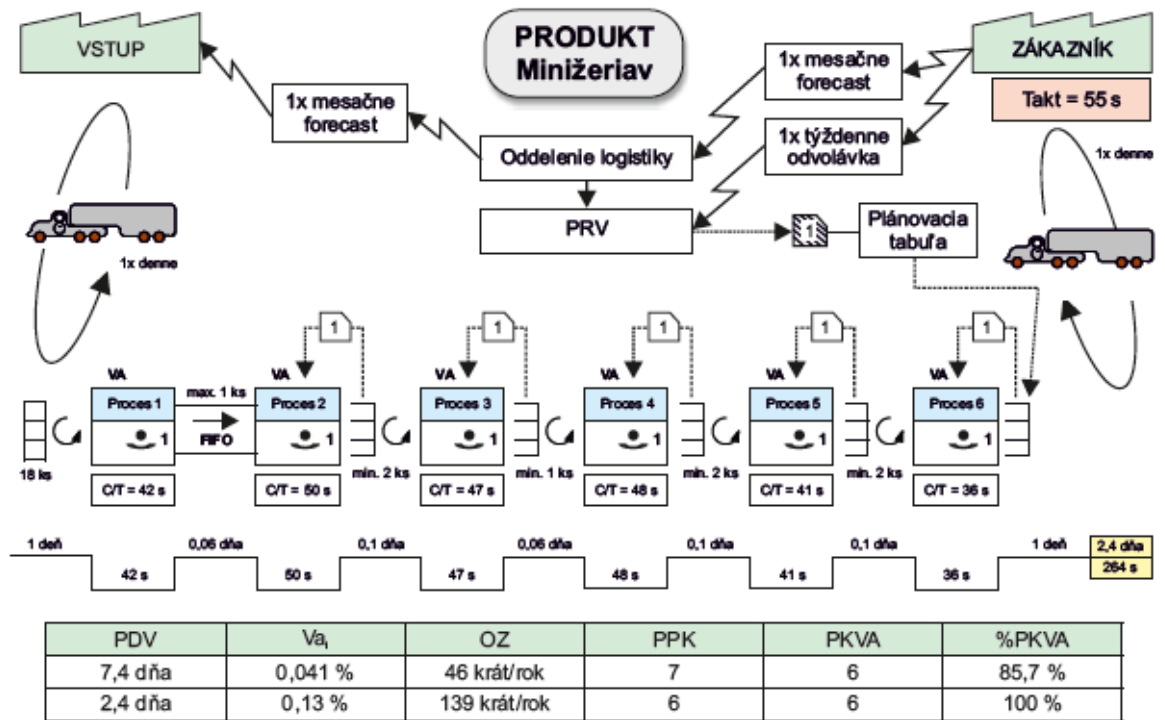 VSTUP
PRODUKT
Minižeriav
ZÁKAZNÍK
Takt = 55 s
1x mesačne
forecast
1x mesačne
forecast
1x týždenne
odvolávka
Oddelenie logistiky
PRV
1
Plánovacia
tabuľa
1x denne
1x denne
1
1
1
1
1
VA
VA
VA
VA
VA
VA
Proces 1
max. 1 ks
Proces 2
Proces 3
Proces 4
Proces 5
Proces 6
1
FIFO
1
1
1
1
1
18 ks
min. 2 ks
min. 1 ks
min. 2 ks
min. 2 ks
C/T = 42 s
C/T = 50 s
C/T = 47 s
C/T = 48 s
C/T = 41 s
C/T = 36 s
1 deň
0,06 dňa
0,1 dňa
0,06 dňa
0,1 dňa
0,1 dňa
1 deň
2,4 dňa
42 s
50 s
47 s
48 s
41 s
36 s
264 s
PDV Va, OZ PPK PKVA %PKVA
7,4 dňa 0,041 % 46 krát/rok 7 6 85,7 %
2,4 dňa 0,13 % 139 krát/rok 6 6 100 %